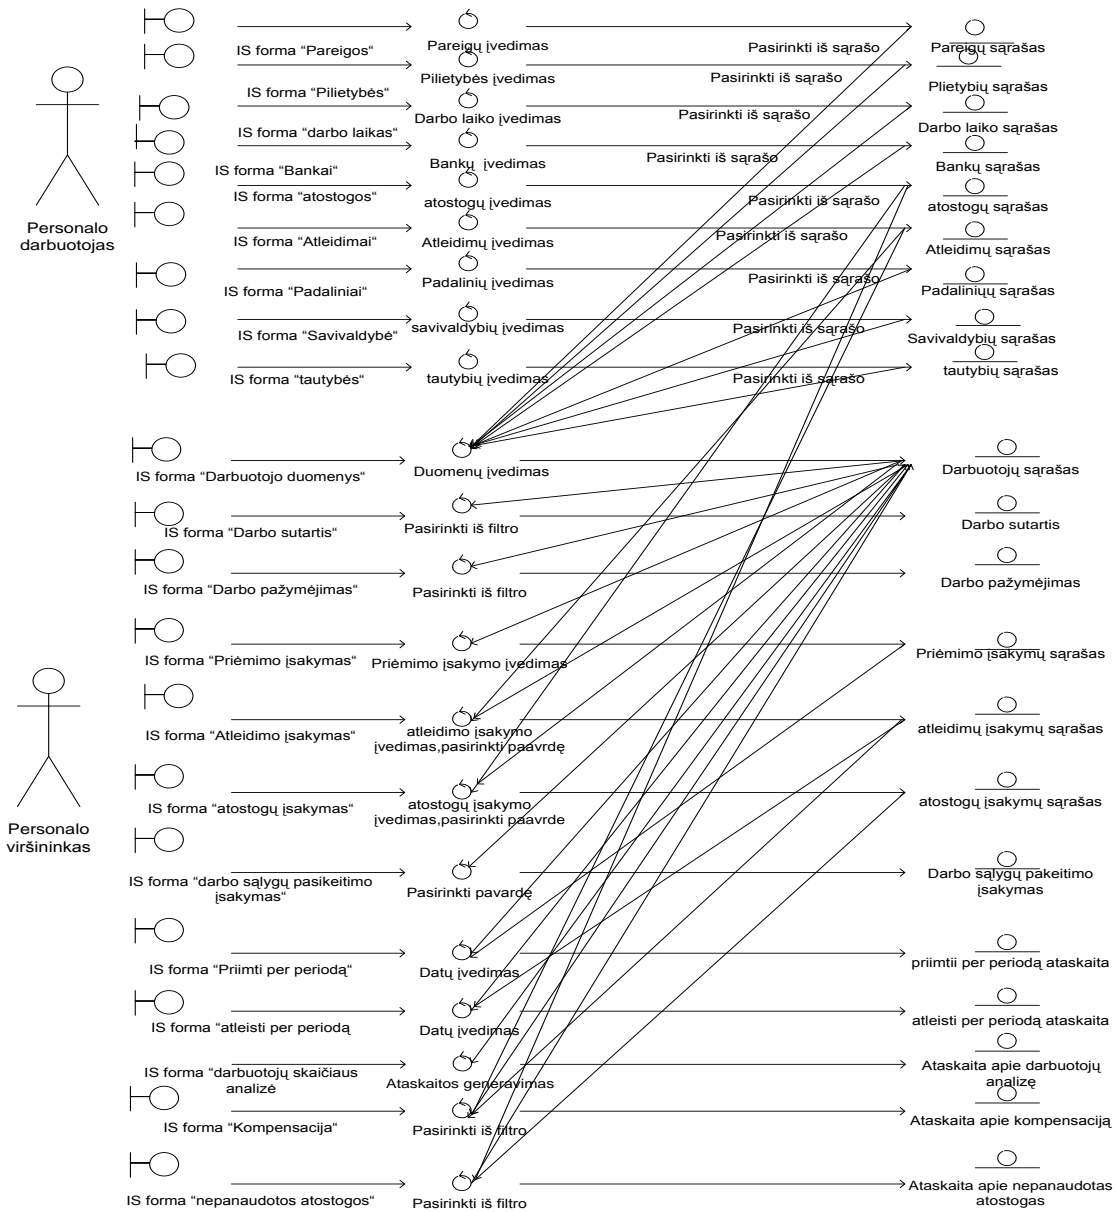 IS forma “Pareigos“
Pareigų įvedimas
Pasirinkti iš sąrašo
Pareigų sąrašas
IS forma “Pilietybės“
Pilietybės įvedimas
Pasirinkti iš sąrašo
Plietybių sąrašas
IS forma “darbo laikas“
Darbo laiko įvedimas
Pasirinkti iš sąrašo
Darbo laiko sąrašas
IS forma “Bankai“
Bankų įvedimas
Pasirinkti iš sąrašo
Bankų sąrašas
IS forma “atostogos“
atostogų įvedimas
Pasirinkti iš sąrašo
atostogų sąrašas
Personalo
darbuotojas
IS forma “Atleidimai“
Atleidimų įvedimas
Pasirinkti iš sąrašo
Atleidimų sąrašas
IS forma “Padaliniai“
Padalinių įvedimas
Pasirinkti iš sąrašo
Padaliniųų sąrašas
IS forma “Savivaldybė“
savivaldybių įvedimas
Pasirinkti iš sąrašo
Savivaldybių sąrašas
IS forma “tautybės“
tautybių įvedimas
Pasirinkti iš sąrašo
tautybių sąrašas
IS forma “Darbuotojo duomenys“
Duomenų įvedimas
Darbuotojų sąrašas
IS forma “Darbo sutartis“
Pasirinkti iš filtro
Darbo sutartis
IS forma “Darbo pažymėjimas“
Pasirinkti iš filtro
Darbo pažymėjimas
IS forma “Priėmimo įsakymas“
Priėmimo įsakymo įvedimas
Priėmimo įsakymų sąrašas
IS forma “Atleidimo įsakymas“
atleidimo įsakymo
įvedimas,pasirinkti paavrdę
atleidimų įsakymų sąrašas
IS forma “atostogų įsakymas“
atostogų įsakymo
įvedimas,pasirinkti paavrde
atostogų įsakymų sąrašas
Personalo
viršininkas
IS forma “darbo sąlygų pasikeitimo
įsakymas“
Pasirinkti pavardę
Darbo sąlygų pakeitimo
įsakymas
IS forma “Priimti per periodą“
Datų įvedimas
priimtii per periodą ataskaita
IS forma “atleisti per periodą
Datų įvedimas
atleisti per periodą ataskaita
IS forma “darbuotojų skaičiaus
analizė
Ataskaitos generavimas
Ataskaita apie darbuotojų
analizę
IS forma “Kompensacija“
Pasirinkti iš filtro
Ataskaita apie kompensaciją
IS forma “nepanaudotos atostogos“
Pasirinkti iš filtro
Ataskaita apie nepanaudotas
atostogas